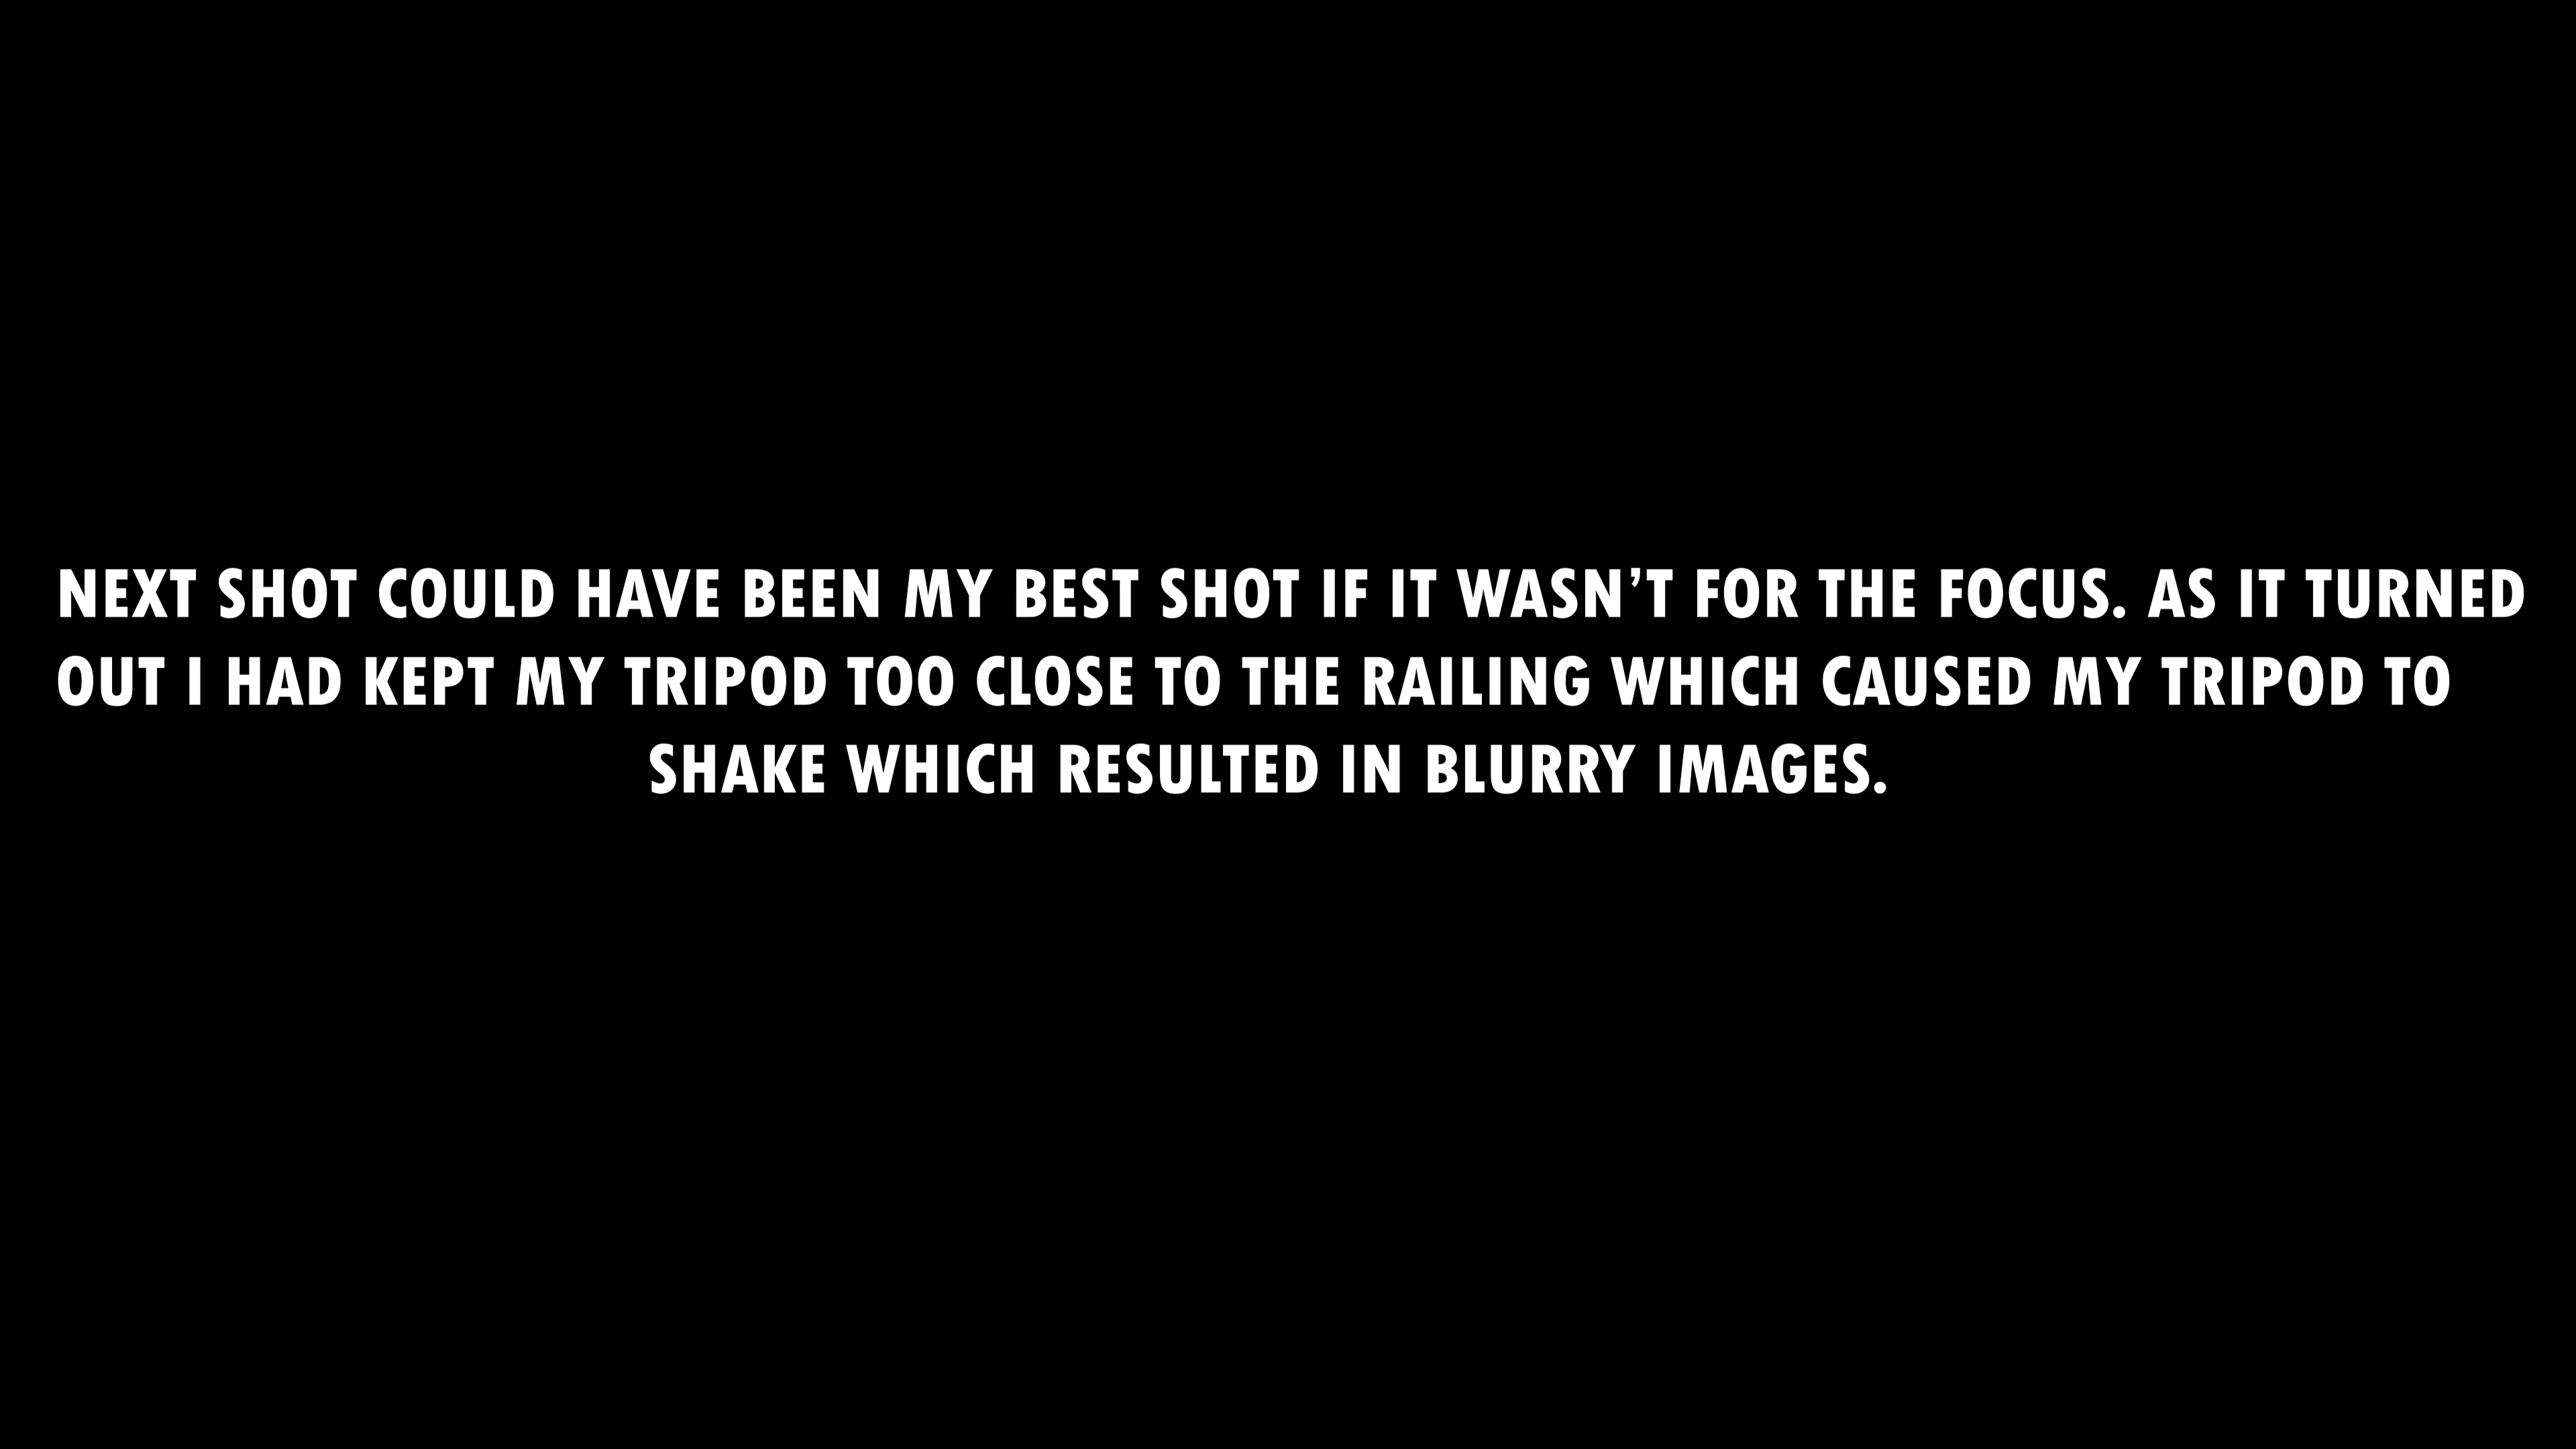 NEXT SHOT COULD HAVE BEEN MY BEST SHOT IF IT WASN’T FOR THE FOCUS. AS IT TURNED
OUT I HAD KEPT MY TRIPOD TOO CLOSE TO THE RAILING WHICH CAUSED MY TRIPOD TO
SHAKE WHICH RESULTED IN BLURRY IMAGES.